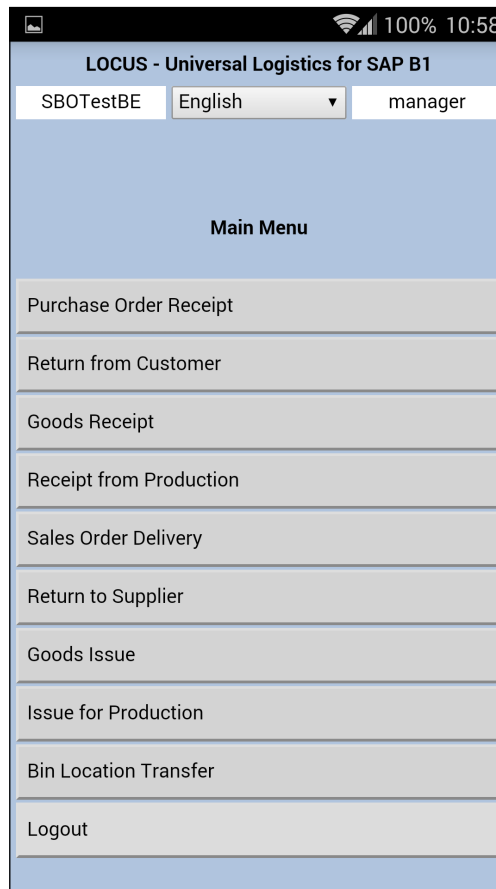 100% 10:58
LOCUS - Universal Logistics for SAP B1
SBOTestBE English manager
Main Menu
Purchase Order Receipt
Return from Customer
Goods Receipt
Receipt from Production
Sales Order Delivery
Return to Supplier
Goods Issue
Issue for Production
Bin Location Transfer
Logout